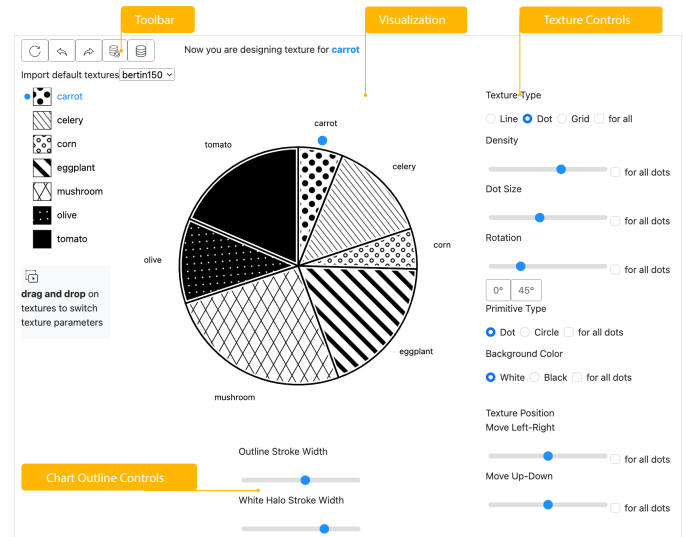 Toolbar
Visualization
Texture Controls
Now you are designing texture for carrot
Import default textures bertin150
carrot
celery
corn
eggplant
mushroom
olive
tomato
drag and drop on
textures to switch
texture parameters
carrot
tomato
celery
corn
olive
eggplant
mushroom
Texture Type
Line Dot Grid for all
Density
for all dots
Dot Size
for all dots
Rotation
for all dots
0° 45°
Primitive Type
Dot Circle for all dots
Background Color
White Black for all dots
Texture Position
Move Left-Right
for all dots
Move Up-Down
for all dots
Chart Outline Controls
Outline Stroke Width
White Halo Stroke Width